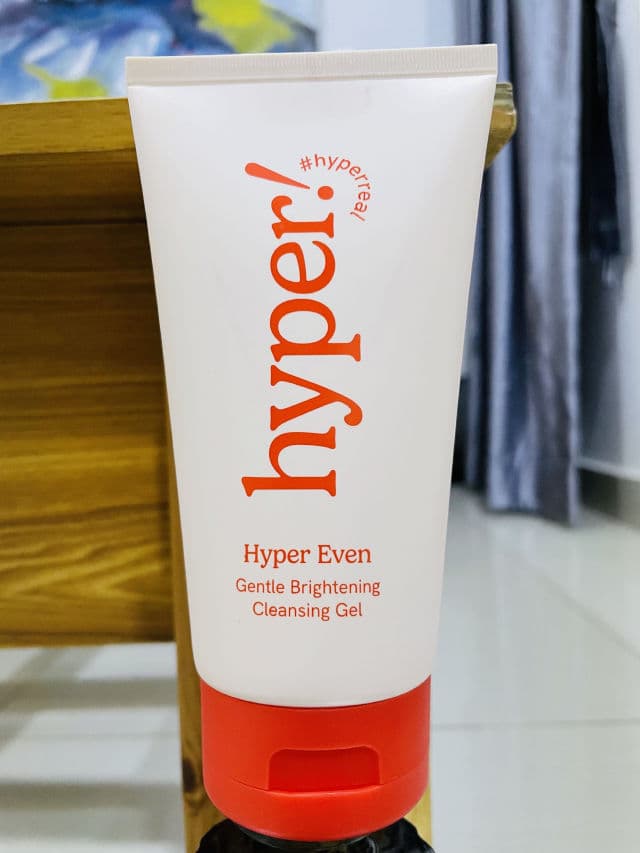 #hyperreal
hyper!
Hyper Even
Gentle Brightening
Cleansing Gel